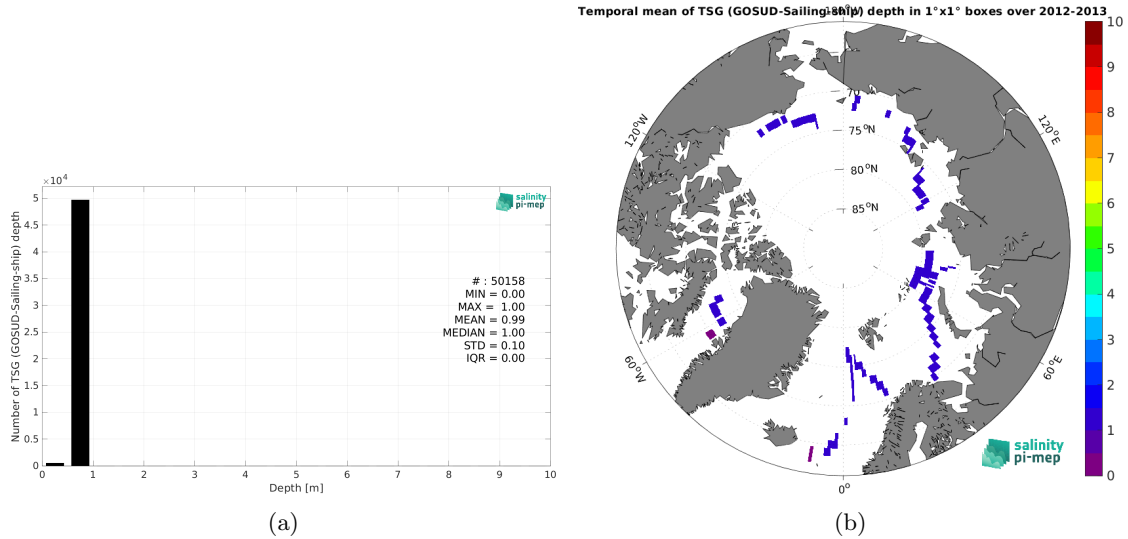 Temporal mean of TSG (GOSUD-Sailing-ship) depth in 1°x1° boxes over 2012-2013
×10⁴
5
4.5
4
3.5
3
2.5
2
1.5
1
0.5
0
Number of TSG (GOSUD-Sailing-ship) depth
0 1 2 3 4 5 6 7 8 9 10
Depth [m]
salinity
pi-mep
# : 50158
MIN = 0.00
MAX = 1.00
MEAN = 0.99
MEDIAN = 1.00
STD = 0.10
IQR = 0.00
(a)
120°W
120°E
75°N
80°N
85°N
60°W
60°E
0°
salinity
pi-mep
10
9
8
7
6
5
4
3
2
1
0
(b)